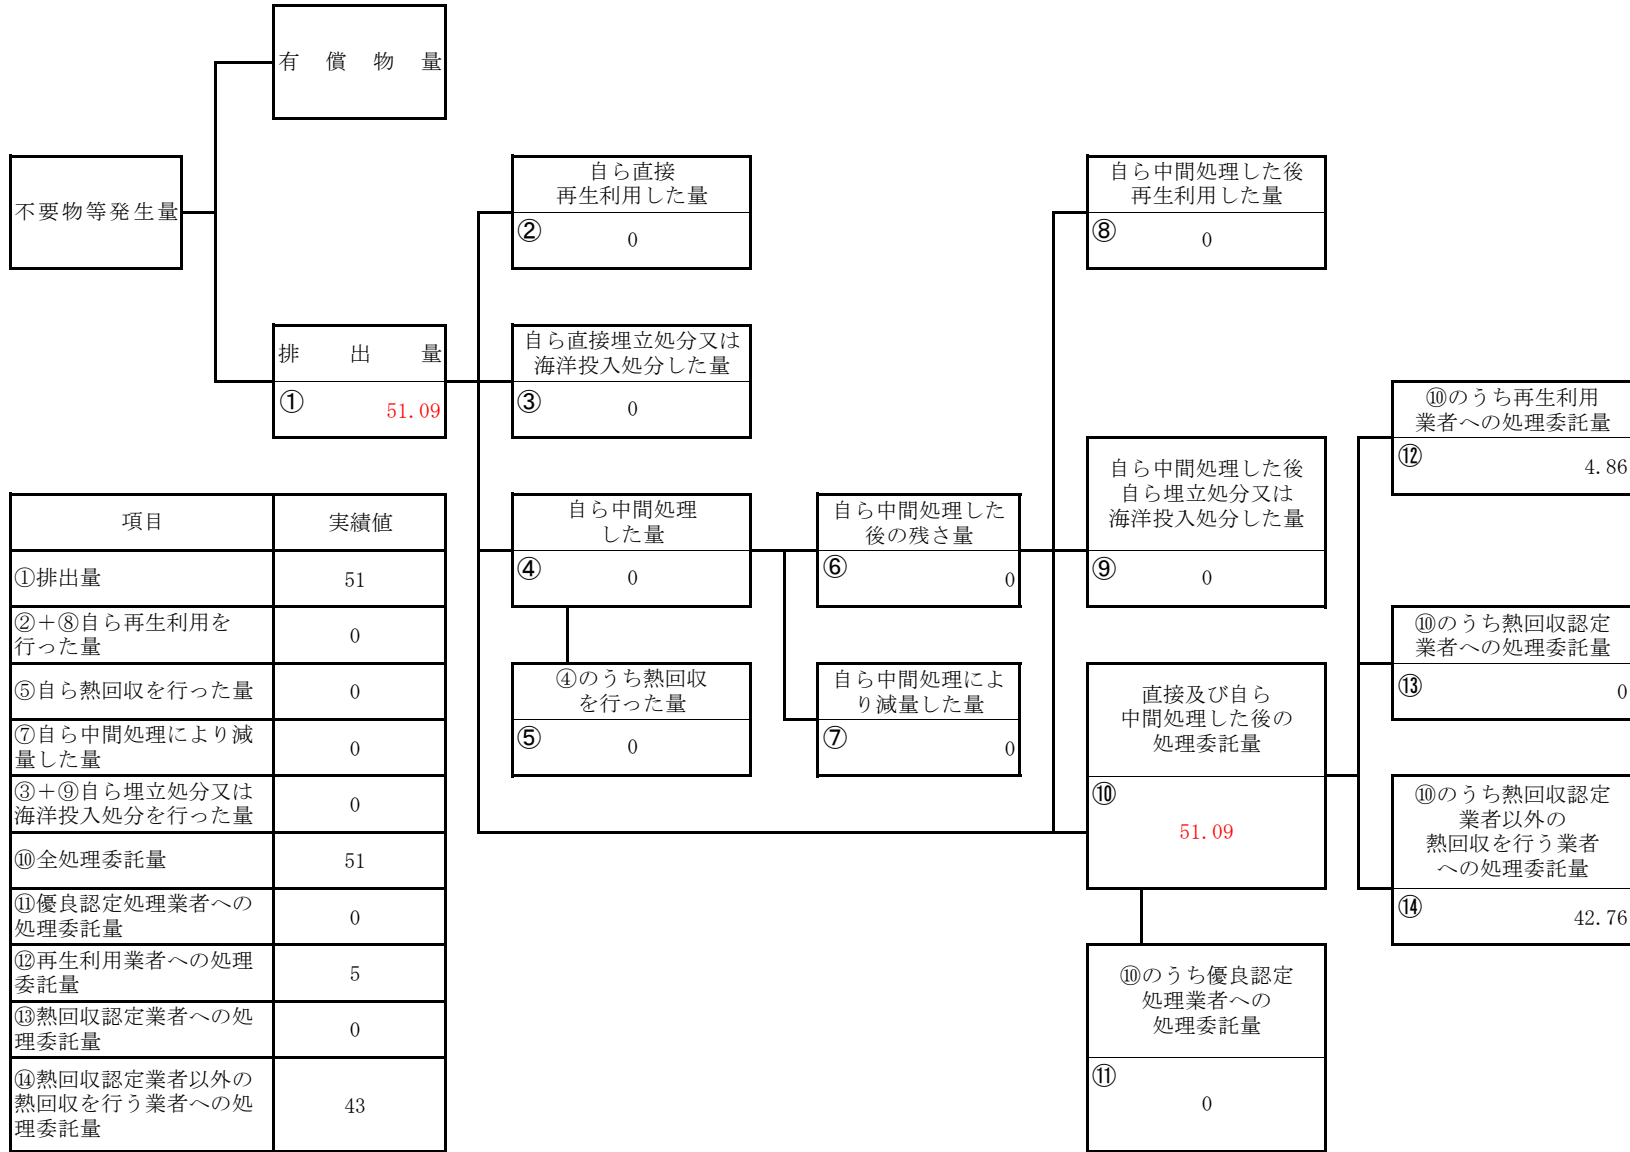 有償物量
不要物等発生量
自ら直接
再生利用した量
② 0
自ら中間処理した後
再生利用した量
⑧ 0
排出量
① 51.09
自ら直接埋立処分又は
海洋投入処分した量
③ 0
⑩のうち再生利用
業者への処理委託量
⑫ 4.86
自ら中間処理
した量
④ 0
自ら中間処理した
後の残さ量
⑥ 0
自ら中間処理した後
自ら埋立処分又は
海洋投入処分した量
⑨ 0
⑩のうち熱回収認定
業者への処理委託量
⑬ 0
④のうち熱回収
を行った量
⑤ 0
自ら中間処理によ
り減量した量
⑦ 0
直接及び自ら
中間処理した後の
処理委託量
⑩
51.09
⑩のうち熱回収認定
業者以外の
熱回収を行う業者
への処理委託量
⑭ 42.76
⑩のうち優良認定
処理業者への
処理委託量
⑪
0
項目 実績値
①排出量 51
②+⑧自ら再生利用を
行った量 0
⑤自ら熱回収を行った量 0
⑦自ら中間処理により減
量した量 0
③+⑨自ら埋立処分又は
海洋投入処分を行った量 0
⑩全処理委託量 51
⑪優良認定処理業者への
処理委託量 0
⑫再生利用業者への処理
委託量 5
⑬熱回収認定業者への処
理委託量 0
⑭熱回収認定業者以外の
熱回収を行う業者への処
理委託量 43